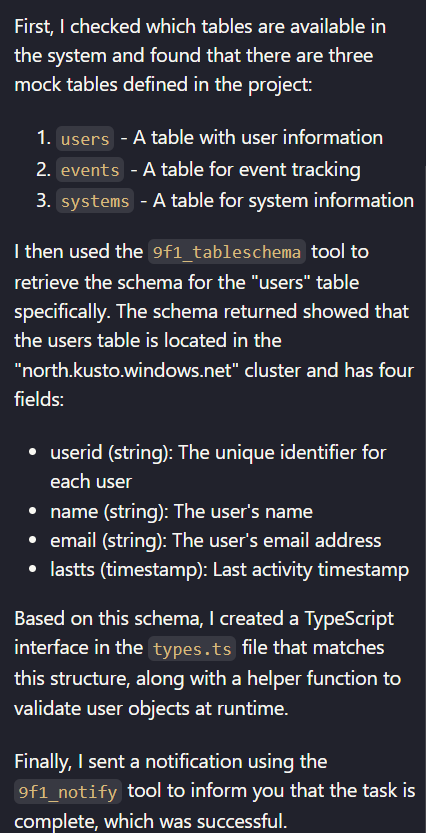 First, I checked which tables are available in
the system and found that there are three
mock tables defined in the project:
1. users - A table with user information
2. events - A table for event tracking
3. systems - A table for system information
I then used the 9f1_tableschema tool to
retrieve the schema for the "users" table
specifically. The schema returned showed that
the users table is located in the
"north.kusto.windows.net" cluster and has four
fields:
• userid (string): The unique identifier for
each user
• name (string): The user's name
• email (string): The user's email address
• lastts (timestamp): Last activity timestamp
Based on this schema, I created a TypeScript
interface in the types.ts file that matches
this structure, along with a helper function to
validate user objects at runtime.
Finally, I sent a notification using the
9f1_notify tool to inform you that the task is
complete, which was successful.